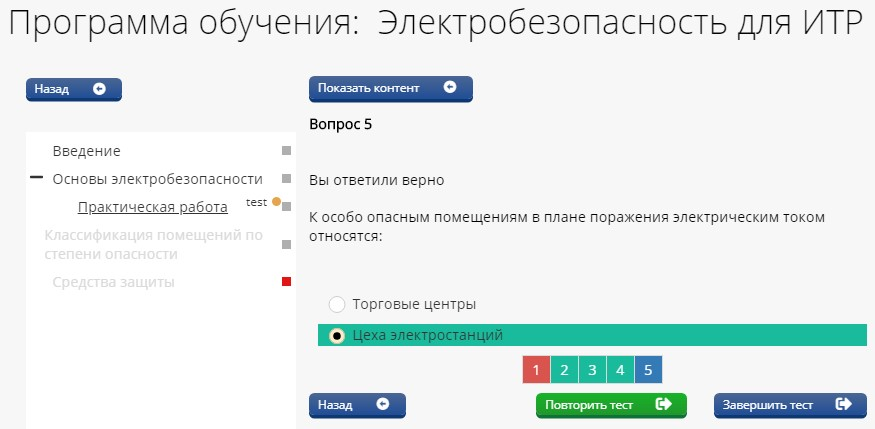 Программа обучения: Электробезопасность для ИТР
Назад
Введение
Основы электробезопасности
Практическая работа test
Классификация помещений по
степени опасности
Средства защиты
Показать контент
Вопрос 5
Вы ответили верно
К особо опасным помещениям в плане поражения электрическим током
относятся:
Торговые центры
Цеха электростанций
1 2 3 4 5
Назад Повторить тест Завершить тест